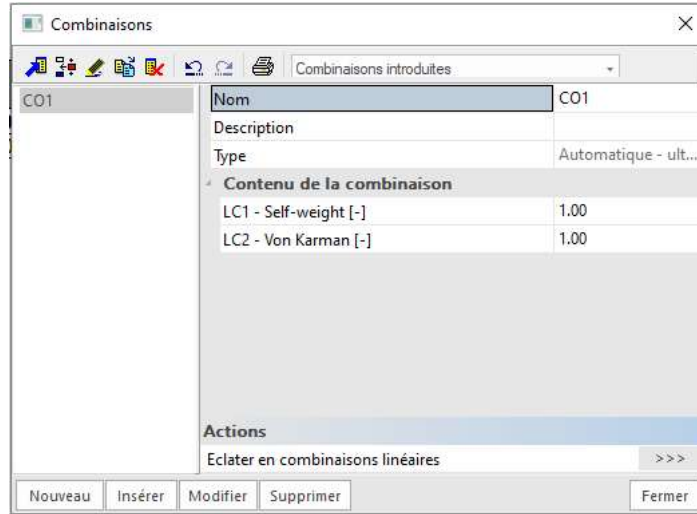 Combinaisons
Combinaisons introduites
CO1
Nom CO1
Description
Type Automatique - ult...
Contenu de la combinaison
LC1 - Self-weight [-] 1.00
LC2 - Von Karman [-] 1.00
Actions
Eclater en combinaisons linéaires >>>
Nouveau Insérer Modifier Supprimer Fermer